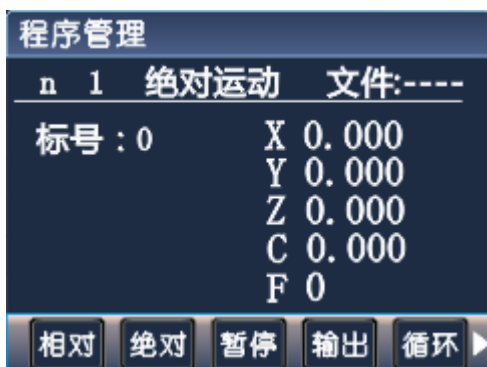 程序管理
n 1 绝对运动 文件:----
标号:0 X 0.000
Y 0.000
Z 0.000
C 0.000
F 0
相对 绝对 暂停 输出 循环